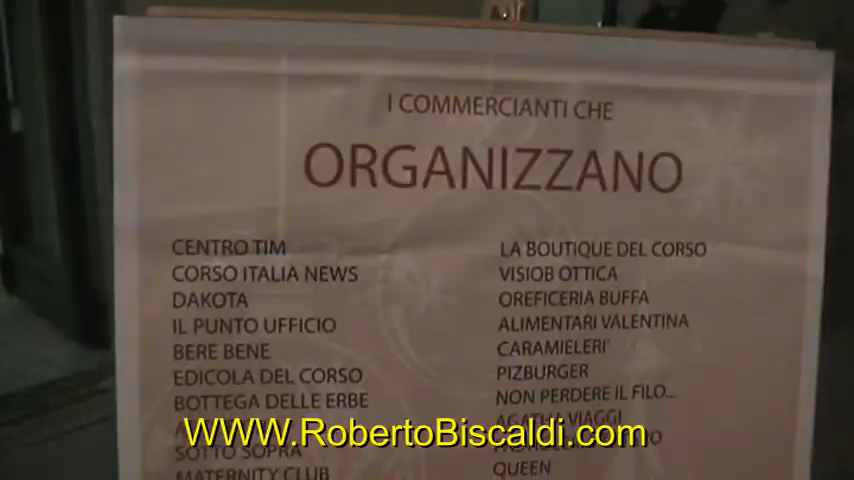 I COMMERCIANTI CHE
ORGANIZZANO
CENTRO TIM
CORSO ITALIA NEWS
DAKOTA
IL PUNTO UFFICIO
BERE BENE
EDICOLA DEL CORSO
BOTTEGA DELLE ERBE
SOTTO SOPRA
MATERNITY CLUB
LA BOUTIQUE DEL CORSO
VISIOB OTTICA
OREFICERIA BUFFA
ALIMENTARI VALENTINA
CARAMIELERI'
PIZBURGER
NON PERDERE IL FILO...
AGATHA VIAGGI
QUEEN
WWW.RobertoBiscaldi.com